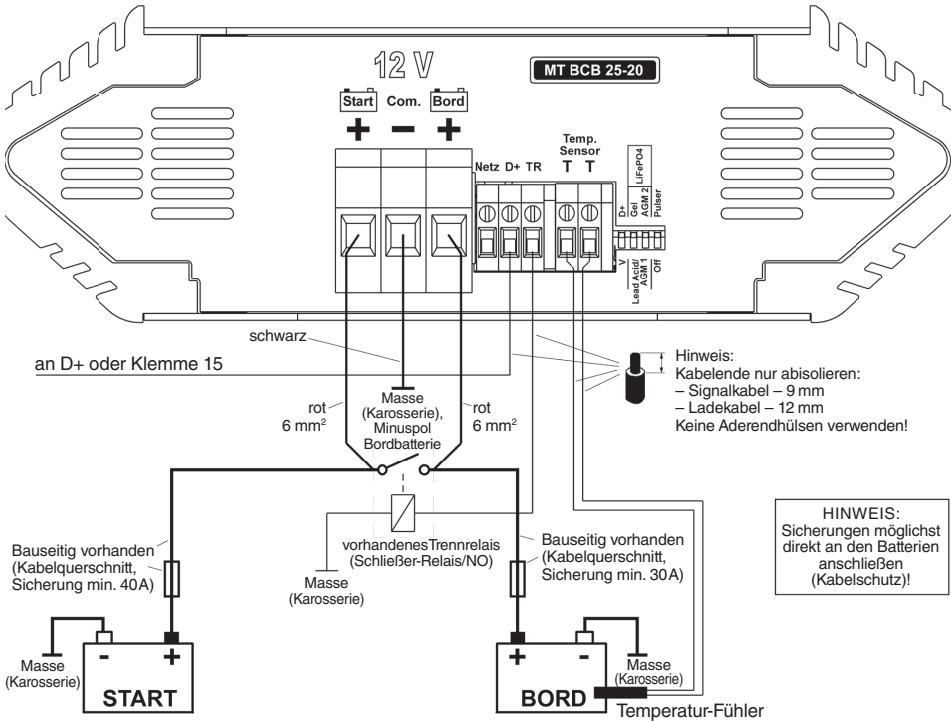 12 V
MT BCB 25-20
Start Com. Bord
+ − +
Temp.
Sensor
Netz D+ TR T T
D+
Gel
AGM 2
LiFePO4
Pulser
V
Lead Acid/
AGM 1
Off
schwarz
an D+ oder Klemme 15
Masse
(Karosserie),
Minuspol
Bordbatterie
rot
6 mm²
rot
6 mm²
Hinweis:
Kabelende nur abisolieren:
– Signalkabel – 9 mm
– Ladekabel – 12 mm
Keine Aderendhülsen verwenden!
Bauseitig vorhanden
(Kabelquerschnitt,
Sicherung min. 40A)
vorhandenes Trennrelais
(Schließer-Relais/NO)
Masse
(Karosserie)
Bauseitig vorhanden
(Kabelquerschnitt,
Sicherung min. 30A)
HINWEIS:
Sicherungen möglichst
direkt an den Batterien
anschließen
(Kabelschutz)!
Masse
(Karosserie)
- +
START
+ -
BORD
Masse
(Karosserie)
Temperatur-Fühler